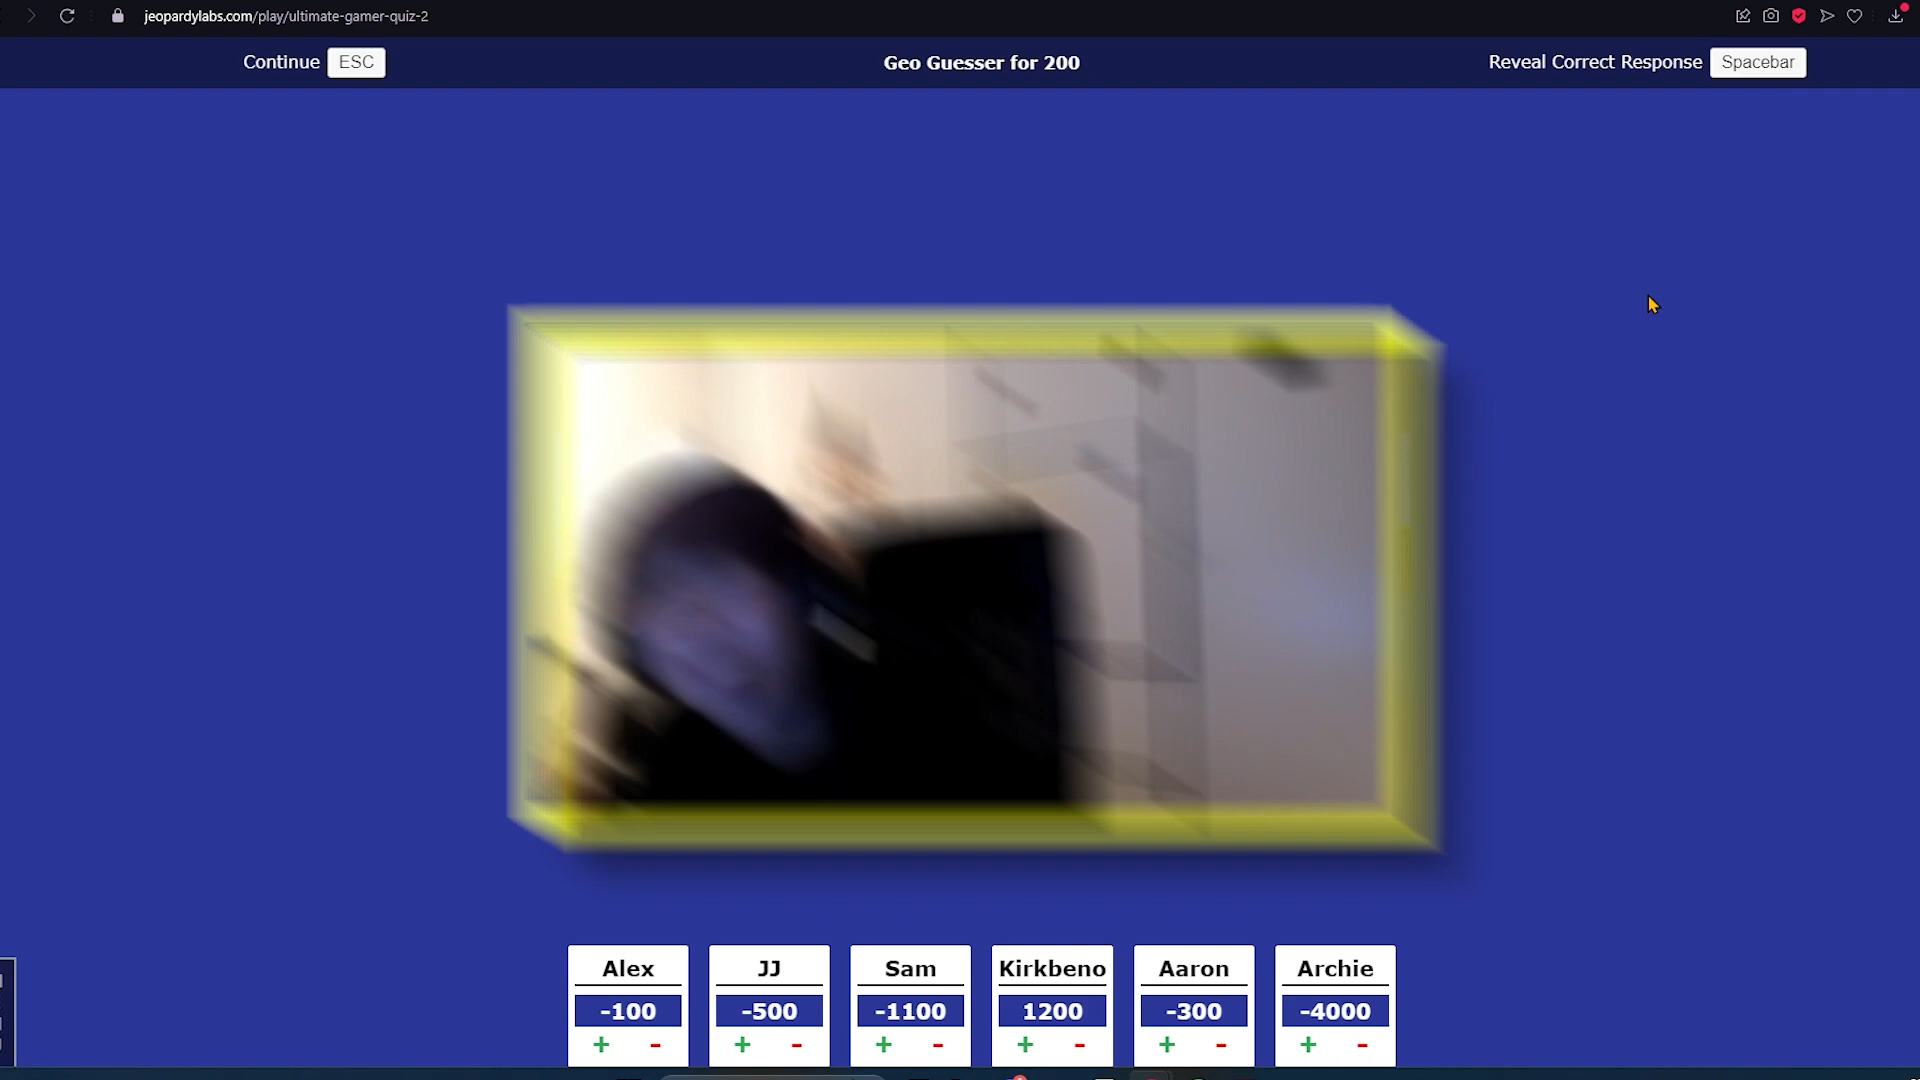 jeopardylabs.com/play/ultimate-gamer-quiz-2
Continue ESC
Geo Guesser for 200
Reveal Correct Response Spacebar
Alex JJ Sam Kirkbeno Aaron Archie
-100 -500 -1100 1200 -300 -4000
+ - + - + - + - + - + -